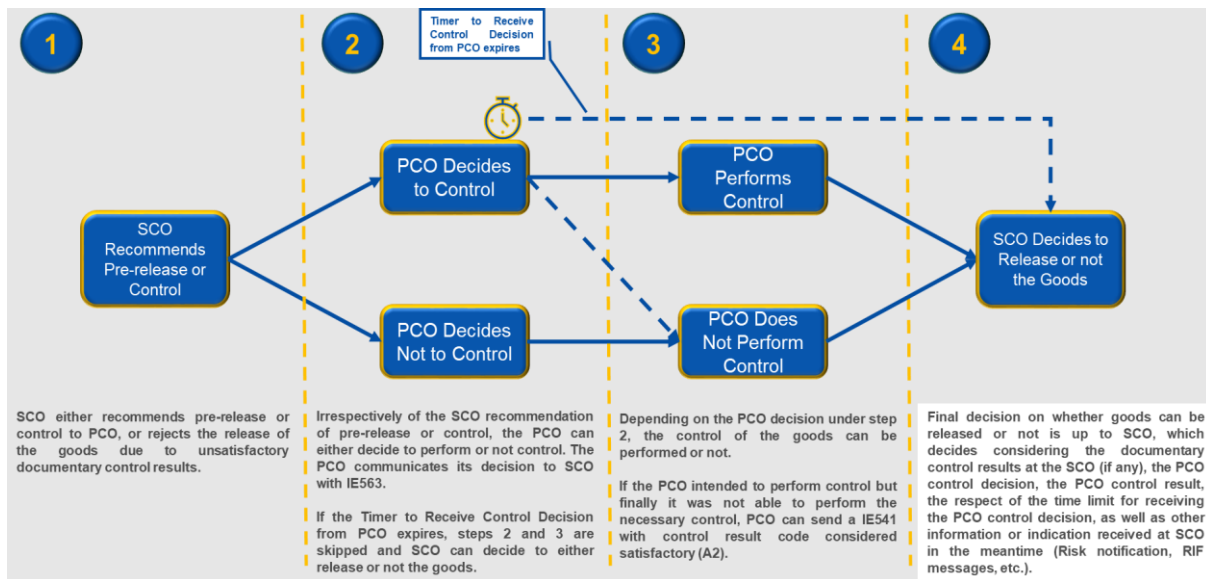 1
2
Timer to Receive
Control Decision
from PCO expires
3
4
PCO Decides
to Control
PCO
Performs
Control
SCO
Recommends
Pre-release or
Control
SCO Decides to
Release or not
the Goods
PCO Decides
Not to Control
PCO Does
Not Perform
Control
SCO either recommends pre-release or
control to PCO, or rejects the release of
the goods due to unsatisfactory
documentary control results.
Irrespectively of the SCO recommendation
of pre-release or control, the PCO can
either decide to perform or not control. The
PCO communicates its decision to SCO
with IE563.
If the Timer to Receive Control Decision
from PCO expires, steps 2 and 3 are
skipped and SCO can decide to either
release or not the goods.
Depending on the PCO decision under step
2, the control of the goods can be
performed or not.
If the PCO intended to perform control but
finally it was not able to perform the
necessary control, PCO can send a IE541
with control result code considered
satisfactory (A2).
Final decision on whether goods can be
released or not is up to SCO, which
decides considering the documentary
control results at the SCO (if any), the PCO
control decision, the PCO control result,
the respect of the time limit for receiving
the PCO control decision, as well as other
information or indication received at SCO
in the meantime (Risk notification, RIF
messages, etc.).